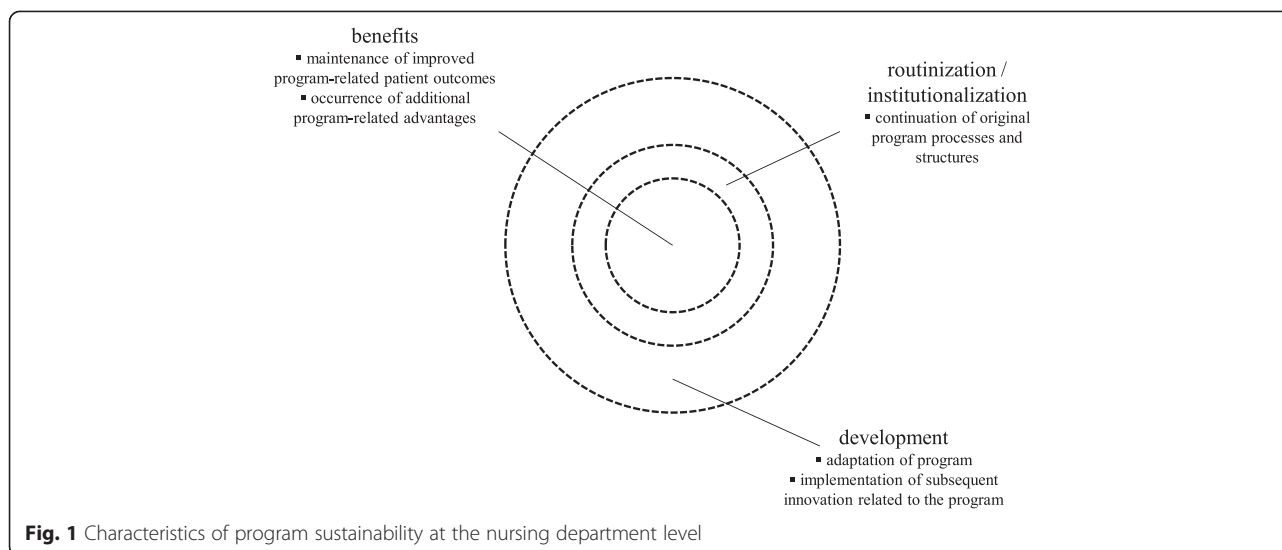 benefits
▪ maintenance of improved
program-related patient outcomes
▪ occurrence of additional
program-related advantages
routinization /
institutionalization
▪ continuation of original
program processes and
structures
development
▪ adaptation of program
▪ implementation of subsequent
innovation related to the program
Fig. 1 Characteristics of program sustainability at the nursing department level